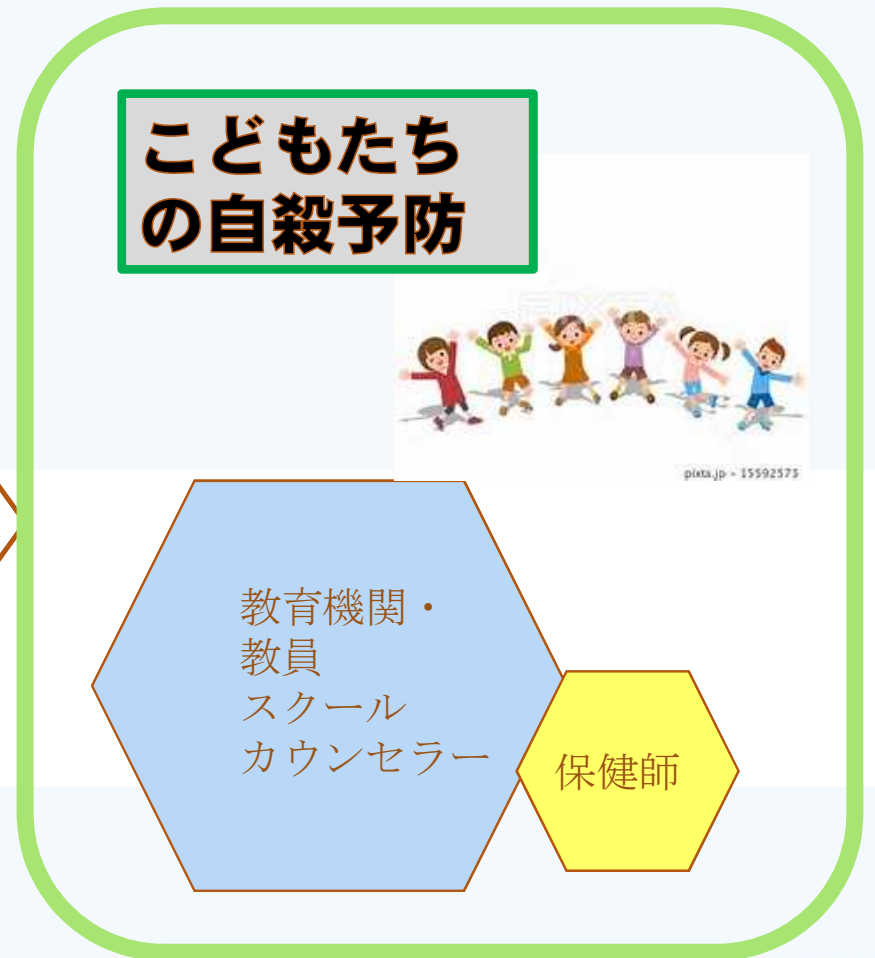 こどもたち
の自殺予防
pixta.jp - 15592573
教育機関・
教員
スクール
カウンセラー
保健師